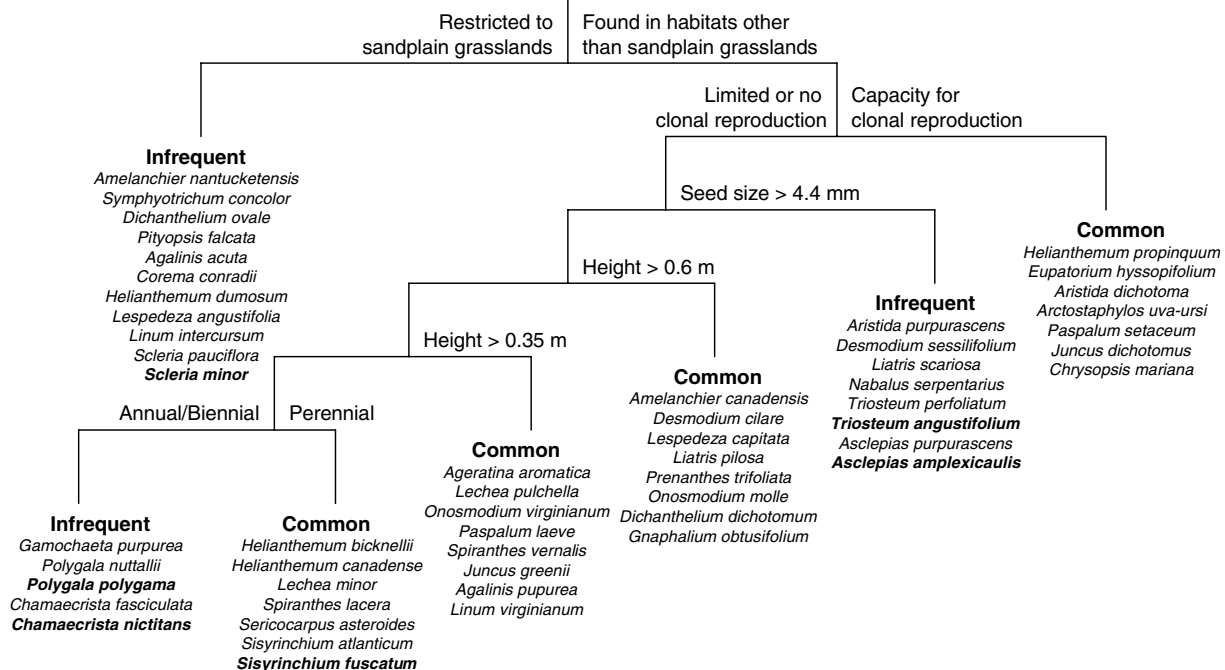 Restricted to
sandplain grasslands
Found in habitats other
than sandplain grasslands
Limited or no
clonal reproduction
Capacity for
clonal reproduction
Infrequent
Amelanchier nantucketensis
Symphyotrichum concolor
Dichanthelium ovale
Pityopsis falcata
Agalinis acuta
Corema conradii
Helianthemum dumosum
Lespedeza angustifolia
Linum intercursum
Scleria pauciflora
Scleria minor
Seed size > 4.4 mm
Common
Helianthemum propinquum
Eupatorium hyssopifolium
Aristida dichotoma
Arctostaphylos uva-ursi
Paspalum setaceum
Juncus dichotomus
Chrysopsis mariana
Height > 0.6 m
Infrequent
Aristida purpurascens
Desmodium sessilifolium
Liatris scariosa
Nabalus serpentarius
Triosteum perfoliatum
Triosteum angustifolium
Asclepias purpurascens
Asclepias amplexicaulis
Height > 0.35 m
Common
Amelanchier canadensis
Desmodium cilare
Lespedeza capitata
Liatris pilosa
Prenanthes trifoliata
Onosmodium molle
Dichanthelium dichotomum
Gnaphalium obtusifolium
Annual/Biennial
Perennial
Common
Ageratina aromatica
Lechea pulchella
Onosmodium virginianum
Paspalum laeve
Spiranthes vernalis
Juncus greenii
Agalinis pupurea
Linum virginianum
Infrequent
Gamochaeta purpurea
Polygala nuttallii
Polygala polygama
Chamaecrista fasciculata
Chamaecrista nictitans
Common
Helianthemum bicknellii
Helianthemum canadense
Lechea minor
Spiranthes lacera
Sericocarpus asteroides
Sisyrinchium atlanticum
Sisyrinchium fuscatum